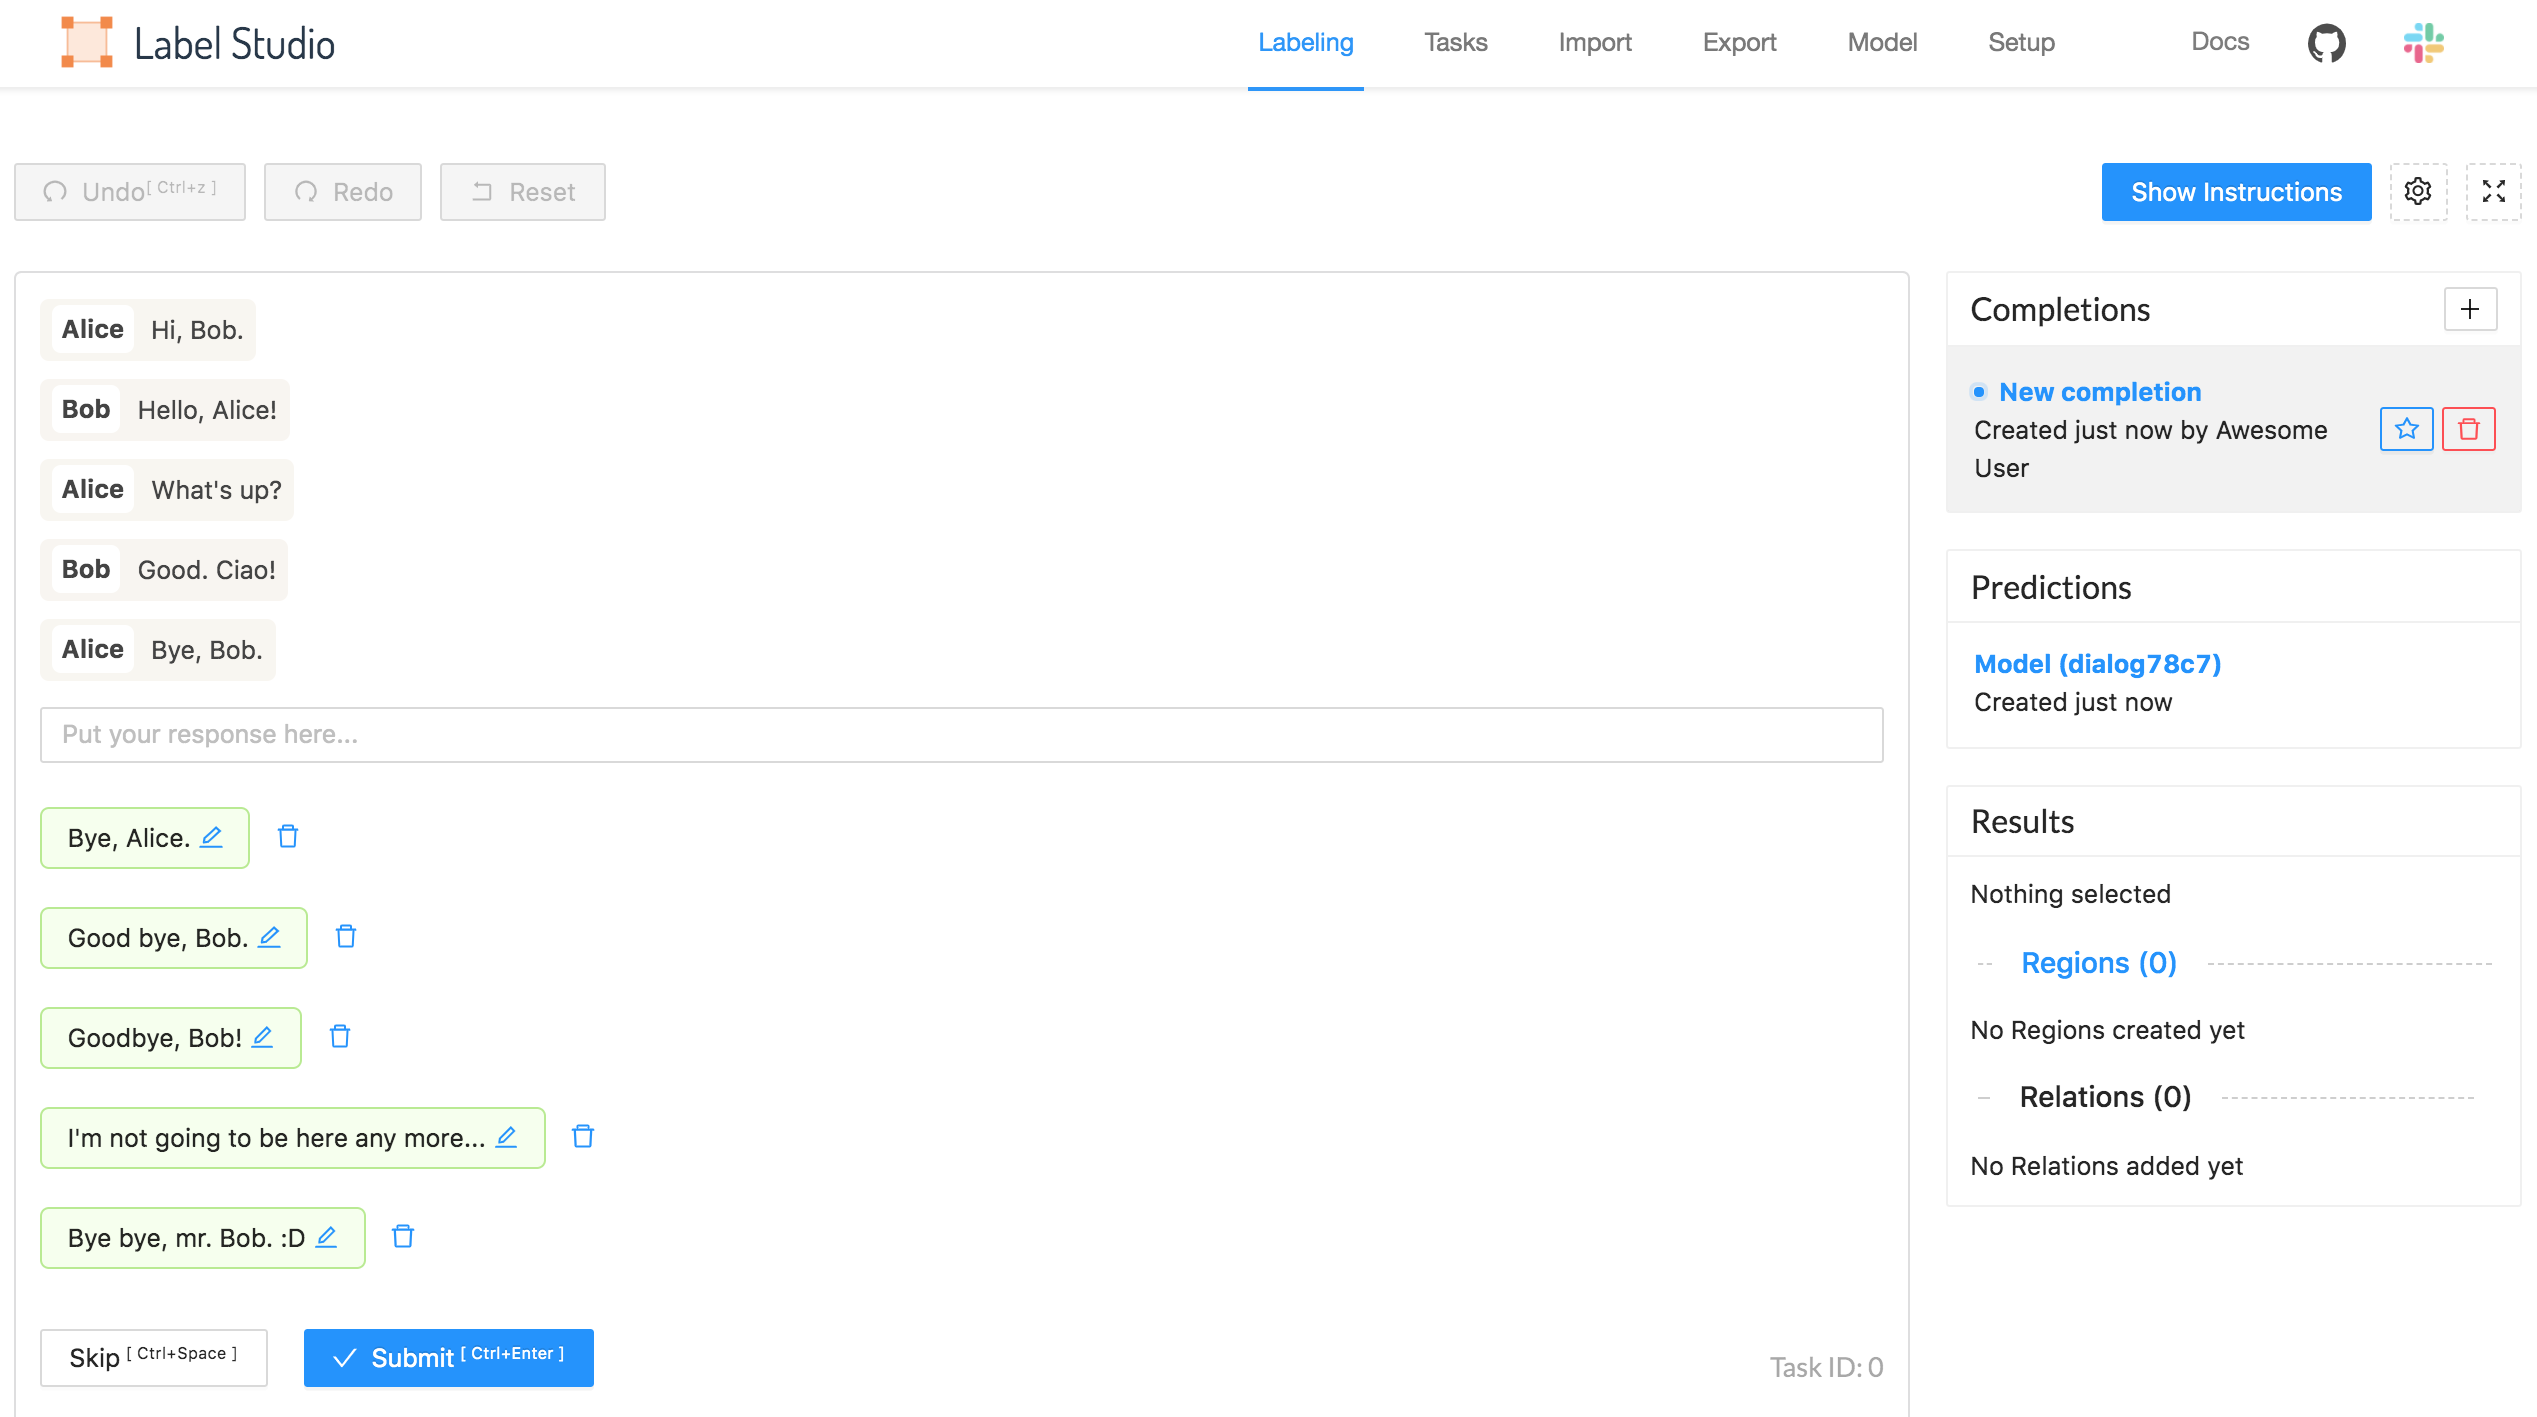 Label Studio
Labeling Tasks Import Export Model Setup Docs
Undo[ Ctrl+z ] Redo Reset Show Instructions
Alice Hi, Bob.
Bob Hello, Alice!
Alice What's up?
Bob Good. Ciao!
Alice Bye, Bob.
Put your response here...
Bye, Alice.
Good bye, Bob.
Goodbye, Bob!
I'm not going to be here any more...
Bye bye, mr. Bob. :D
Skip [ Ctrl+Space ] Submit [ Ctrl+Enter ] Task ID: 0
Completions
New completion
Created just now by Awesome
User
Predictions
Model (dialog78c7)
Created just now
Results
Nothing selected
Regions (0)
No Regions created yet
Relations (0)
No Relations added yet